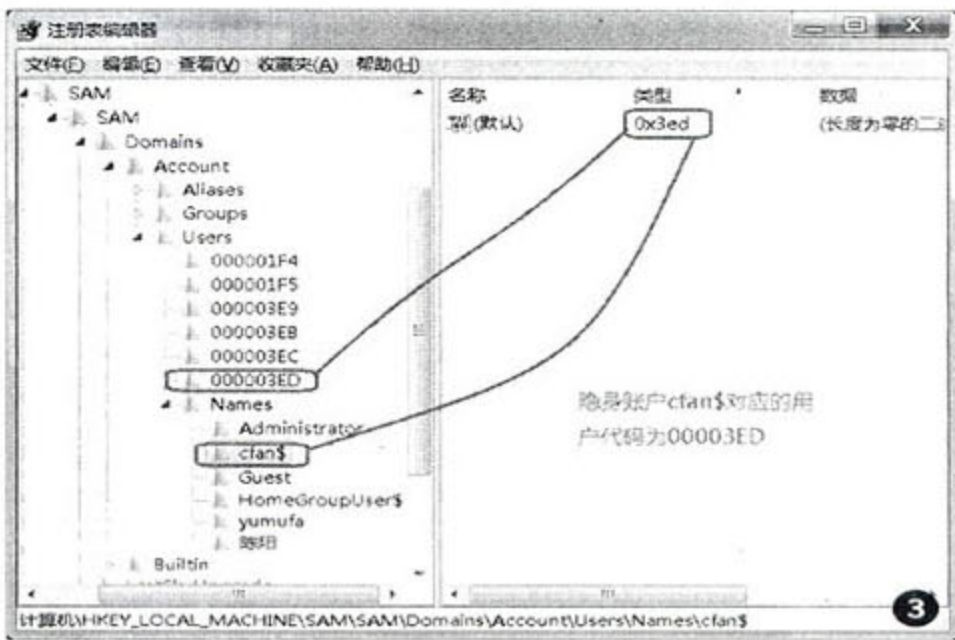 注册表编辑器
文件(F) 编辑(E) 查看(V) 收藏夹(A) 帮助(H)
SAM
SAM
Domains
Account
Aliases
Groups
Users
000001F4
000001F5
000003E9
000003EB
000003EC
000003ED
Names
Administrator
cfan$
Guest
HomeGroupUser$
yumufa
Builtin
名称 类型 数据
(默认) 0x3ed (长度为零的二
隐身账户cfan$对应的用
户代码为00003ED
3
计算机\HKEY_LOCAL_MACHINE\SAM\SAM\Domains\Account\Users\Names\cfan$